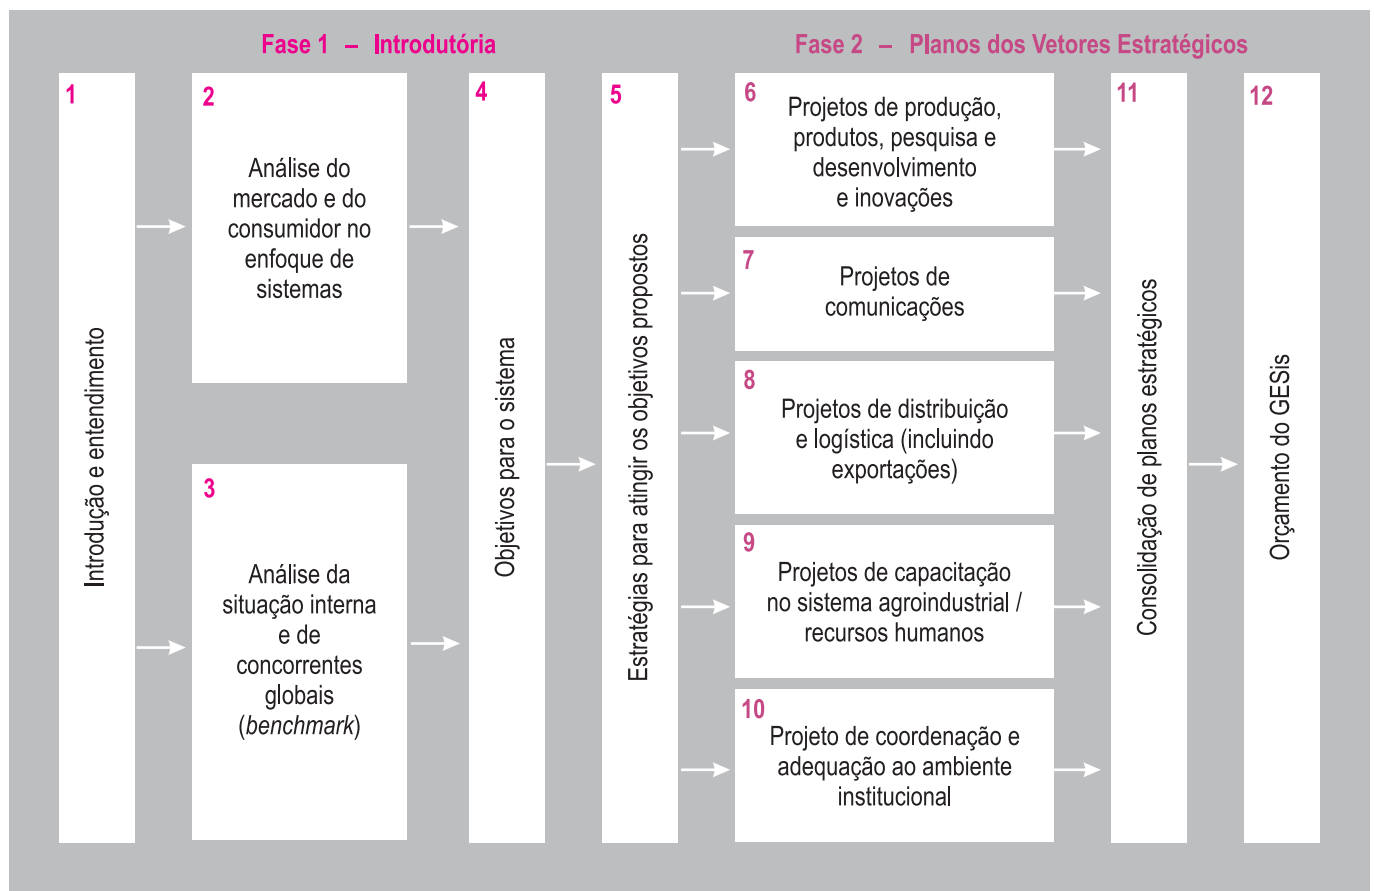 Fase 1 – Introdutória
Fase 2 – Planos dos Vetores Estratégicos
1
Introdução e entendimento
2
Análise do
mercado e do
consumidor no
enfoque de
sistemas
3
Análise da
situação interna
e de
concorrentes
globais
(benchmark)
4
Objetivos para o sistema
5
Estratégias para atingir os objetivos propostos
6
Projetos de produção,
produtos, pesquisa e
desenvolvimento
e inovações
7
Projetos de
comunicações
8
Projetos de distribuição
e logística (incluindo
exportações)
9
Projetos de capacitação
no sistema agroindustrial /
recursos humanos
10
Projeto de coordenação e
adequação ao ambiente
institucional
11
Consolidação de planos estratégicos
12
Orçamento do GESis